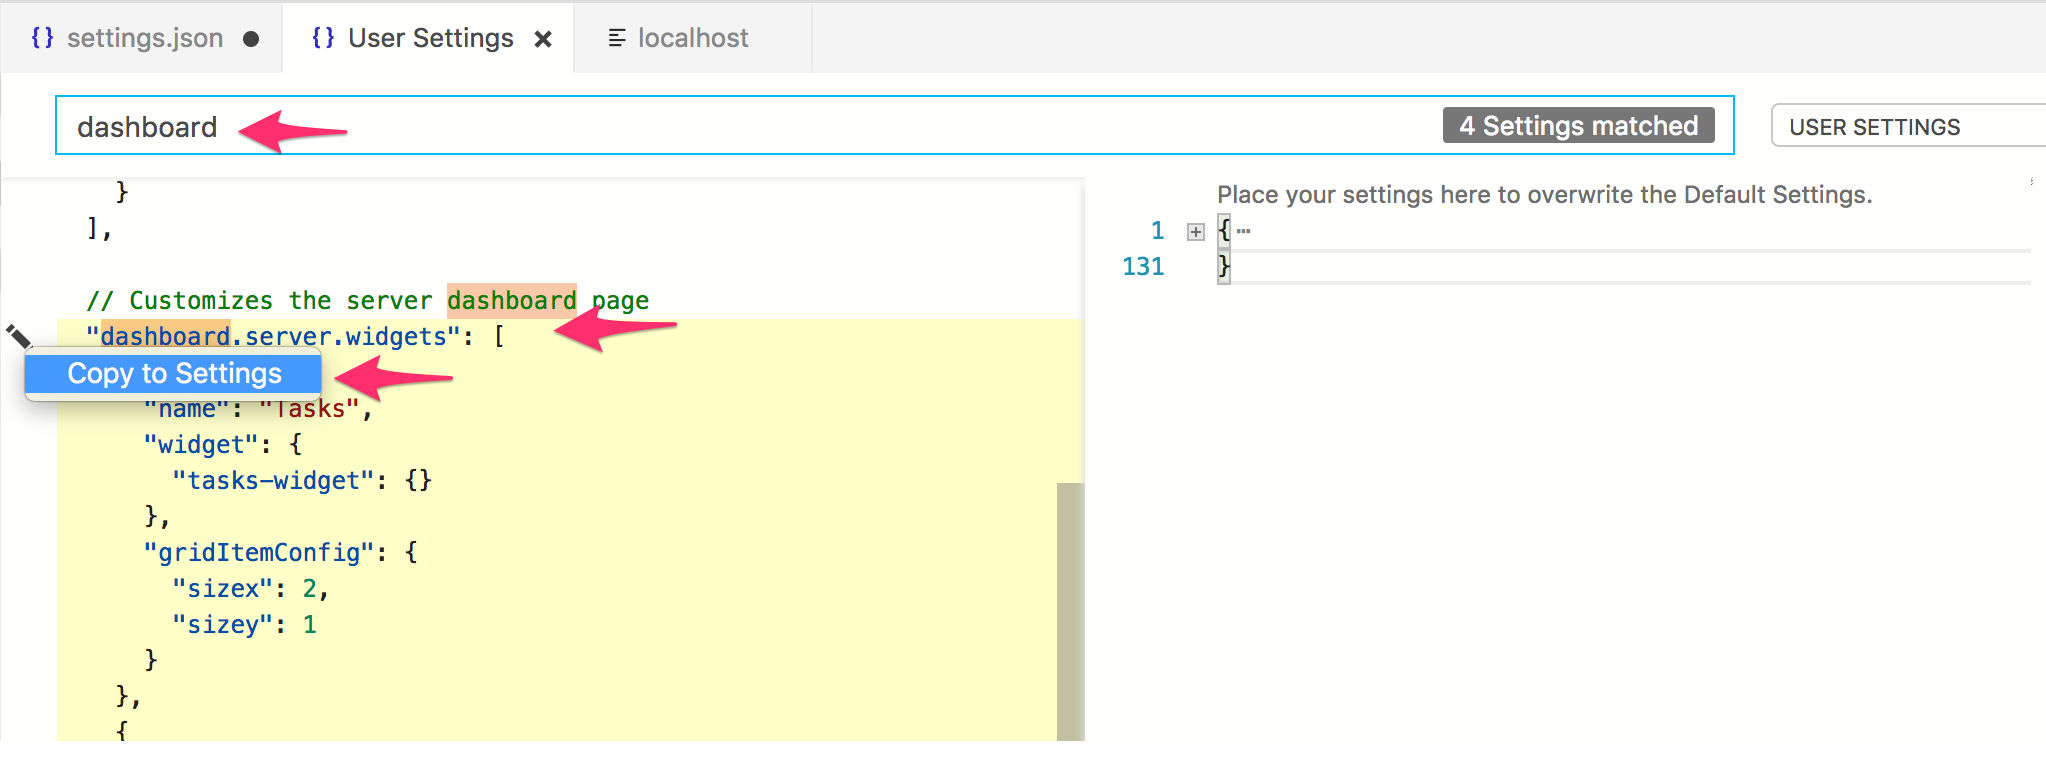 {} settings.json ● {} User Settings × localhost
dashboard 4 Settings matched USER SETTINGS
}
],
// Customizes the server dashboard page
"dashboard.server.widgets": [
Copy to Settings
"name": "Tasks",
"widget": {
"tasks-widget": {}
},
"gridItemConfig": {
"sizex": 2,
"sizey": 1
}
},
{
Place your settings here to overwrite the Default Settings.
1 + { ⋯
131 }